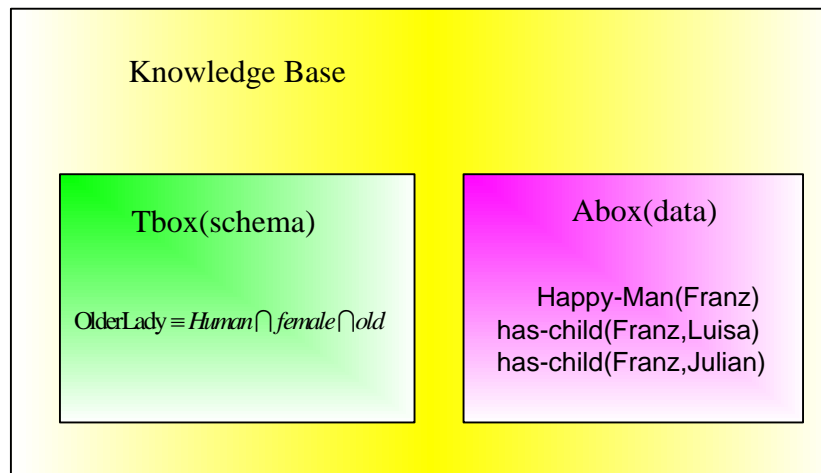 Knowledge Base
Tbox(schema)
OlderLady ≡ Human ⋂ female ⋂ old
Abox(data)
Happy-Man(Franz)
has-child(Franz,Luisa)
has-child(Franz,Julian)